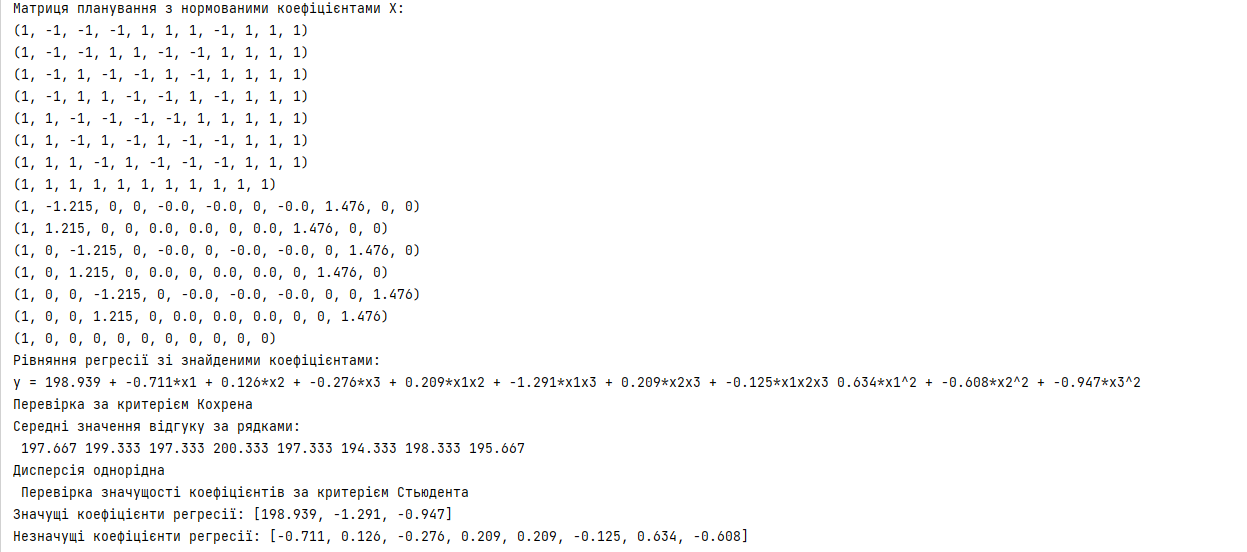 Матриця планування з нормованими коефіцієнтами X:
(1, -1, -1, -1, 1, 1, 1, -1, 1, 1, 1)
(1, -1, -1, 1, 1, -1, -1, 1, 1, 1, 1)
(1, -1, 1, -1, -1, 1, -1, 1, 1, 1, 1)
(1, -1, 1, 1, -1, -1, 1, -1, 1, 1, 1)
(1, 1, -1, -1, -1, -1, 1, 1, 1, 1, 1)
(1, 1, -1, 1, -1, 1, -1, -1, 1, 1, 1)
(1, 1, 1, -1, 1, -1, -1, -1, 1, 1, 1)
(1, 1, 1, 1, 1, 1, 1, 1, 1, 1, 1)
(1, -1.215, 0, 0, -0.0, -0.0, 0, -0.0, 1.476, 0, 0)
(1, 1.215, 0, 0, 0.0, 0.0, 0, 0.0, 1.476, 0, 0)
(1, 0, -1.215, 0, -0.0, 0, -0.0, -0.0, 0, 1.476, 0)
(1, 0, 1.215, 0, 0.0, 0, 0.0, 0.0, 0, 1.476, 0)
(1, 0, 0, -1.215, 0, -0.0, -0.0, -0.0, 0, 0, 1.476)
(1, 0, 0, 1.215, 0, 0.0, 0.0, 0.0, 0, 0, 1.476)
(1, 0, 0, 0, 0, 0, 0, 0, 0, 0, 0)
Рівняння регресії зі знайденими коефіцієнтами:
y = 198.939 + -0.711*x1 + 0.126*x2 + -0.276*x3 + 0.209*x1x2 + -1.291*x1x3 + 0.209*x2x3 + -0.125*x1x2x3 0.634*x1^2 + -0.608*x2^2 + -0.947*x3^2
Перевірка за критерієм Кохрена
Середні значення відгуку за рядками:
197.667 199.333 197.333 200.333 197.333 194.333 198.333 195.667
Дисперсія однорідна
Перевірка значущості коефіцієнтів за критерієм Стьюдента
Значущі коефіцієнти регресії: [198.939, -1.291, -0.947]
Незначущі коефіцієнти регресії: [-0.711, 0.126, -0.276, 0.209, 0.209, -0.125, 0.634, -0.608]